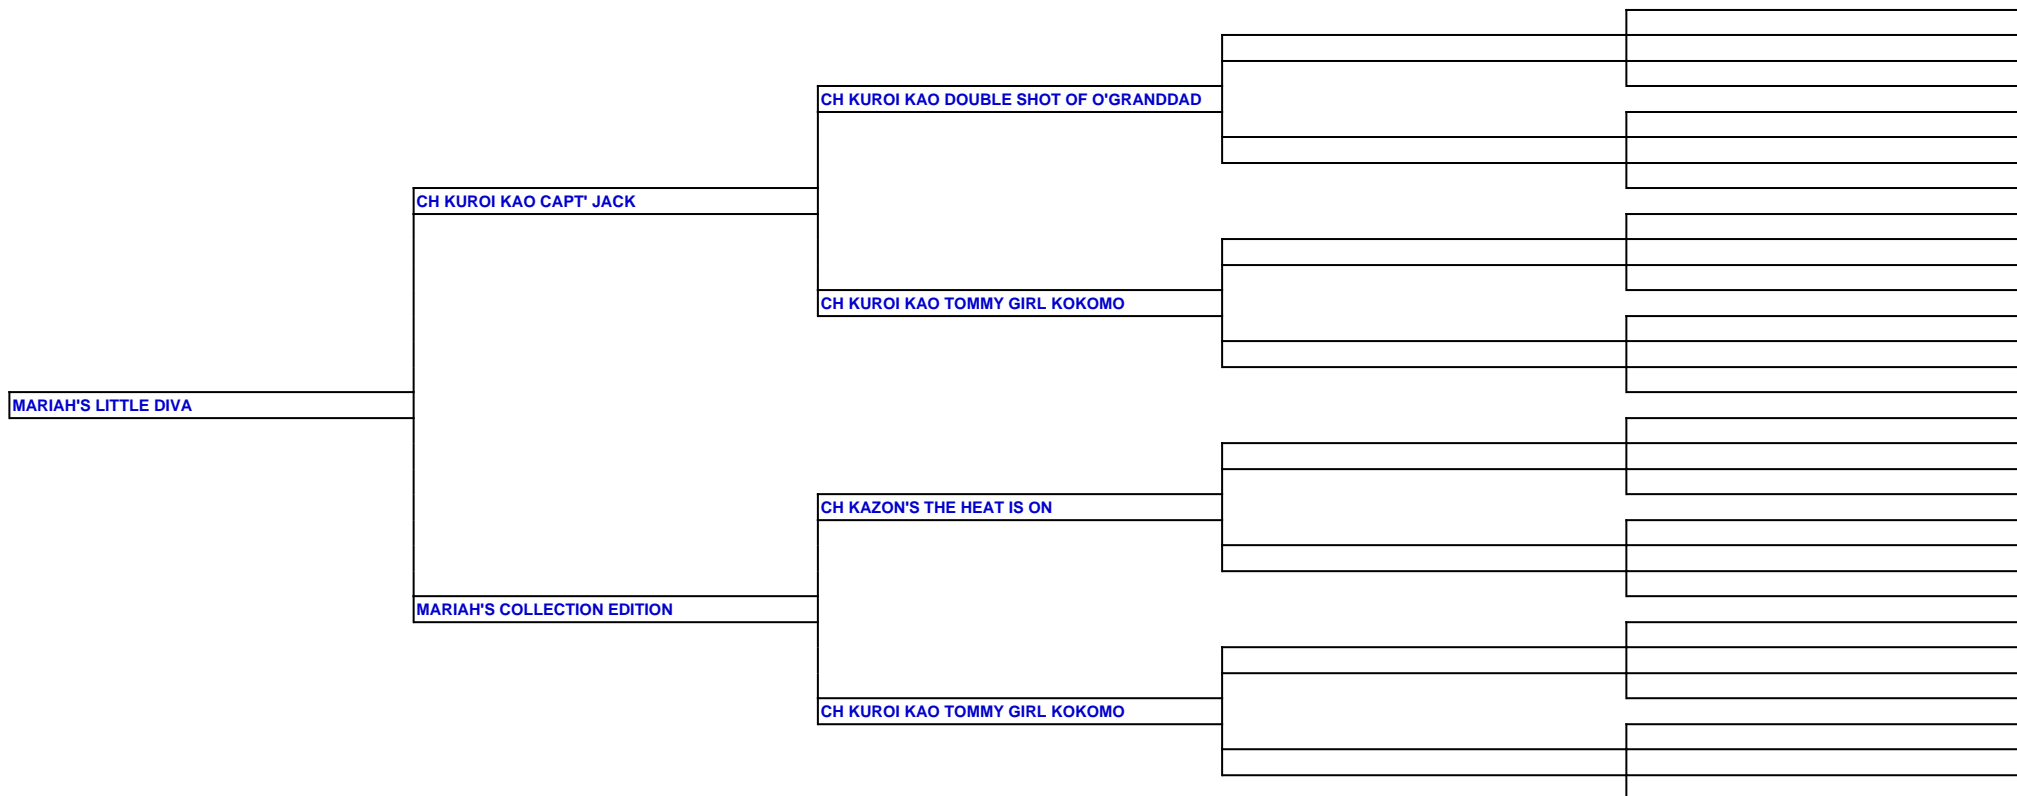 CH KUROI KAO DOUBLE SHOT OF O'GRANDDAD
CH KUROI KAO CAPT' JACK
CH KUROI KAO TOMMY GIRL KOKOMO
MARIAH'S LITTLE DIVA
CH KAZON'S THE HEAT IS ON
MARIAH'S COLLECTION EDITION
CH KUROI KAO TOMMY GIRL KOKOMO